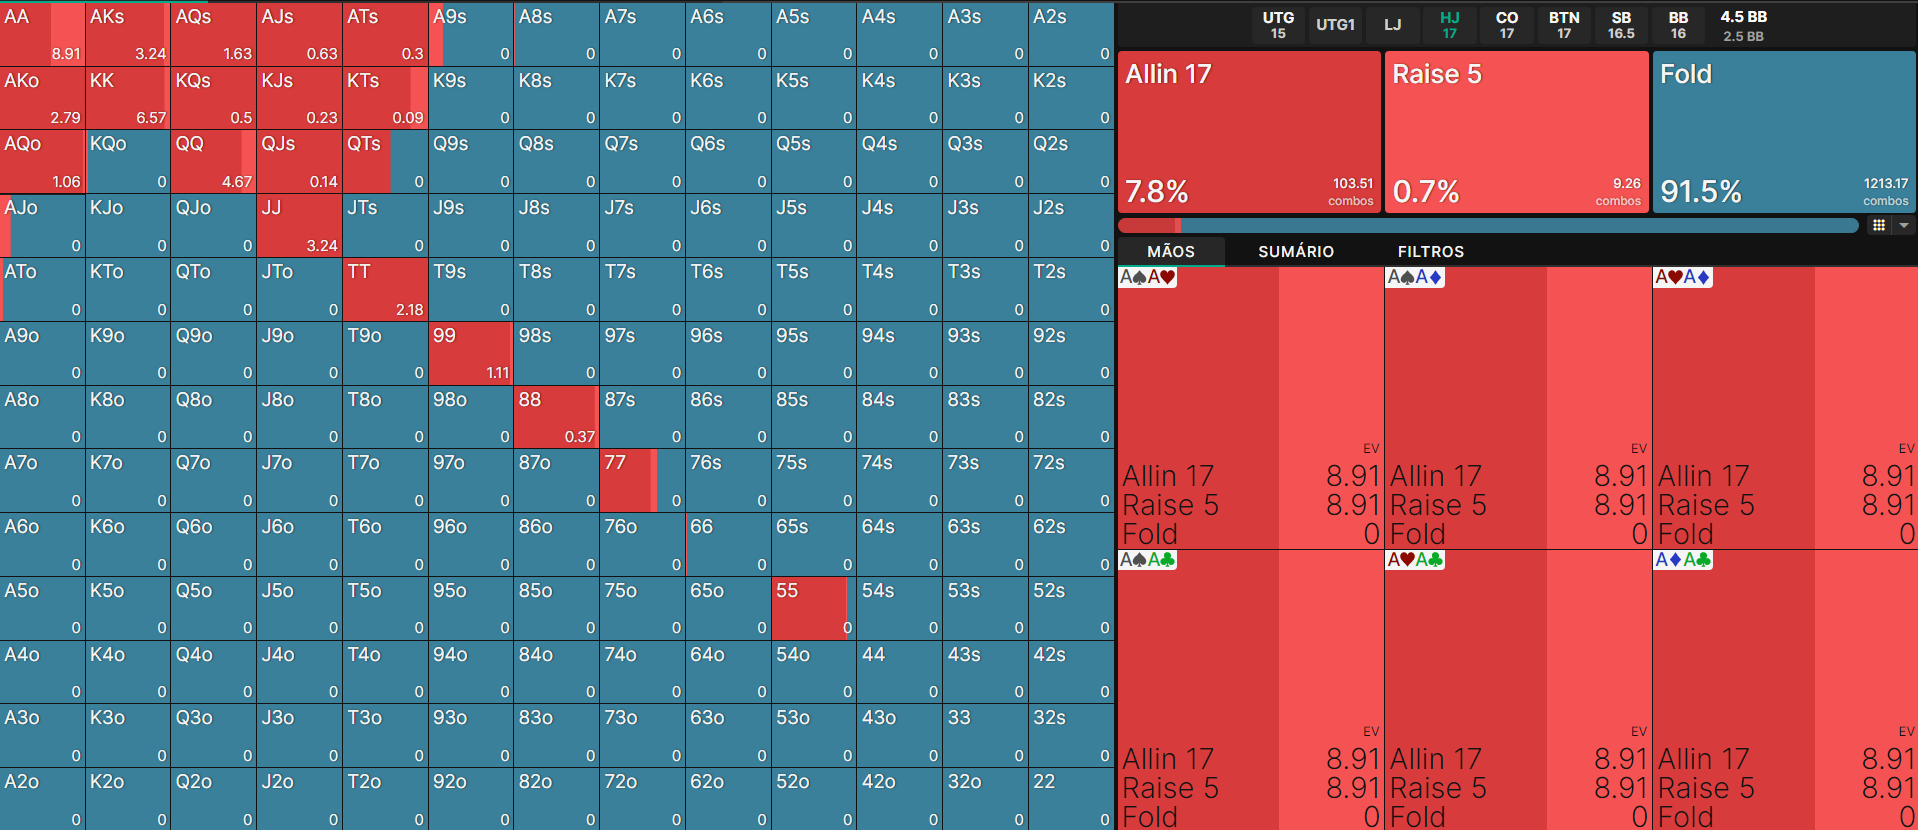 AA AKs AQs AJs ATs A9s A8s A7s A6s A5s A4s A3s A2s
8.91 3.24 1.63 0.63 0.3 0 0 0 0 0 0 0 0
AKo KK KQs KJs KTs K9s K8s K7s K6s K5s K4s K3s K2s
2.79 6.57 0.5 0.23 0.09 0 0 0 0 0 0 0 0
AQo KQo QQ QJs QTs Q9s Q8s Q7s Q6s Q5s Q4s Q3s Q2s
1.06 0 4.67 0.14 0 0 0 0 0 0 0 0 0
AJo KJo QJo JJ JTs J9s J8s J7s J6s J5s J4s J3s J2s
0 0 0 3.24 0 0 0 0 0 0 0 0 0
ATo KTo QTo JTo TT T9s T8s T7s T6s T5s T4s T3s T2s
0 0 0 0 2.18 0 0 0 0 0 0 0 0
A9o K9o Q9o J9o T9o 99 98s 97s 96s 95s 94s 93s 92s
0 0 0 0 0 1.11 0 0 0 0 0 0 0
A8o K8o Q8o J8o T8o 98o 88 87s 86s 85s 84s 83s 82s
0 0 0 0 0 0 0.37 0 0 0 0 0 0
A7o K7o Q7o J7o T7o 97o 87o 77 76s 75s 74s 73s 72s
0 0 0 0 0 0 0 0 0 0 0 0 0
A6o K6o Q6o J6o T6o 96o 86o 76o 66 65s 64s 63s 62s
0 0 0 0 0 0 0 0 0 0 0 0 0
A5o K5o Q5o J5o T5o 95o 85o 75o 65o 55 54s 53s 52s
0 0 0 0 0 0 0 0 0 0 0 0 0
A4o K4o Q4o J4o T4o 94o 84o 74o 64o 54o 44 43s 42s
0 0 0 0 0 0 0 0 0 0 0 0 0
A3o K3o Q3o J3o T3o 93o 83o 73o 63o 53o 43o 33 32s
0 0 0 0 0 0 0 0 0 0 0 0 0
A2o K2o Q2o J2o T2o 92o 82o 72o 62o 52o 42o 32o 22
0 0 0 0 0 0 0 0 0 0 0 0 0
UTG UTG1 LJ HJ CO BTN SB BB 4.5 BB
15 17 17 17 16.5 16 2.5 BB
Allin 17 Raise 5 Fold
7.8% 103.51 combos 0.7% 9.26 combos 91.5% 1213.17 combos
MÃOS SUMÁRIO FILTROS
A♠A♥ A♠A♦ A♥A♦
EV EV EV
Allin 17 8.91 Allin 17 8.91 Allin 17 8.91
Raise 5 8.91 Raise 5 8.91 Raise 5 8.91
Fold 0 Fold 0 Fold 0
A♠A♣ A♥A♣ A♦A♣
EV EV EV
Allin 17 8.91 Allin 17 8.91 Allin 17 8.91
Raise 5 8.91 Raise 5 8.91 Raise 5 8.91
Fold 0 Fold 0 Fold 0